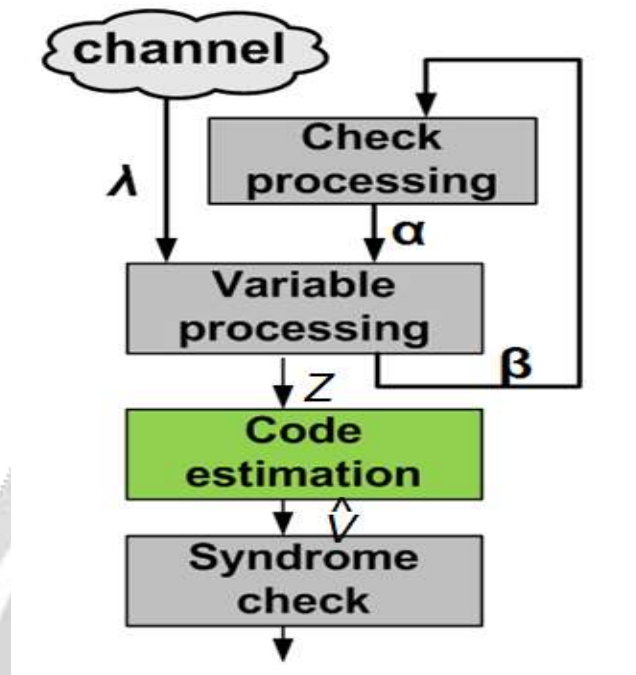 channel
Check
processing
λ
α
Variable
processing
β
Z
Code
estimation
V̂
Syndrome
check